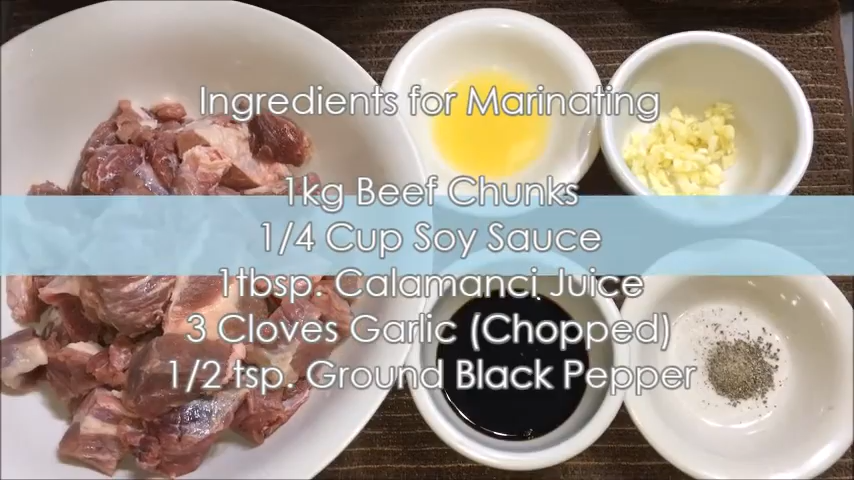 Ingredients for Marinating
1kg Beef Chunks
1/4 Cup Soy Sauce
1tbsp. Calamanci Juice
3 Cloves Garlic (Chopped)
1/2 tsp. Ground Black Pepper